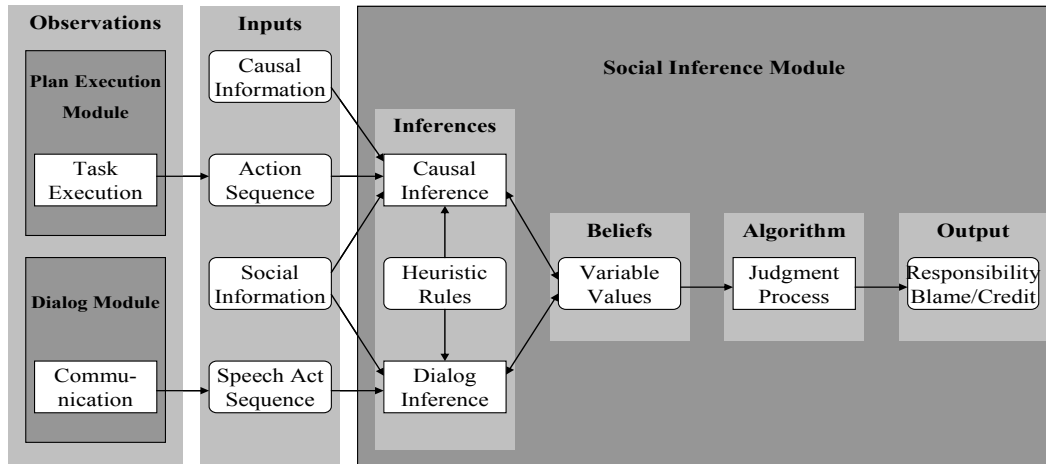 Observations
Plan Execution
Module
Task
Execution
Dialog Module
Commu-
nication
Inputs
Causal
Information
Action
Sequence
Social
Information
Speech Act
Sequence
Social Inference Module
Inferences
Causal
Inference
Heuristic
Rules
Dialog
Inference
Beliefs
Variable
Values
Algorithm
Judgment
Process
Output
Responsibility
Blame/Credit